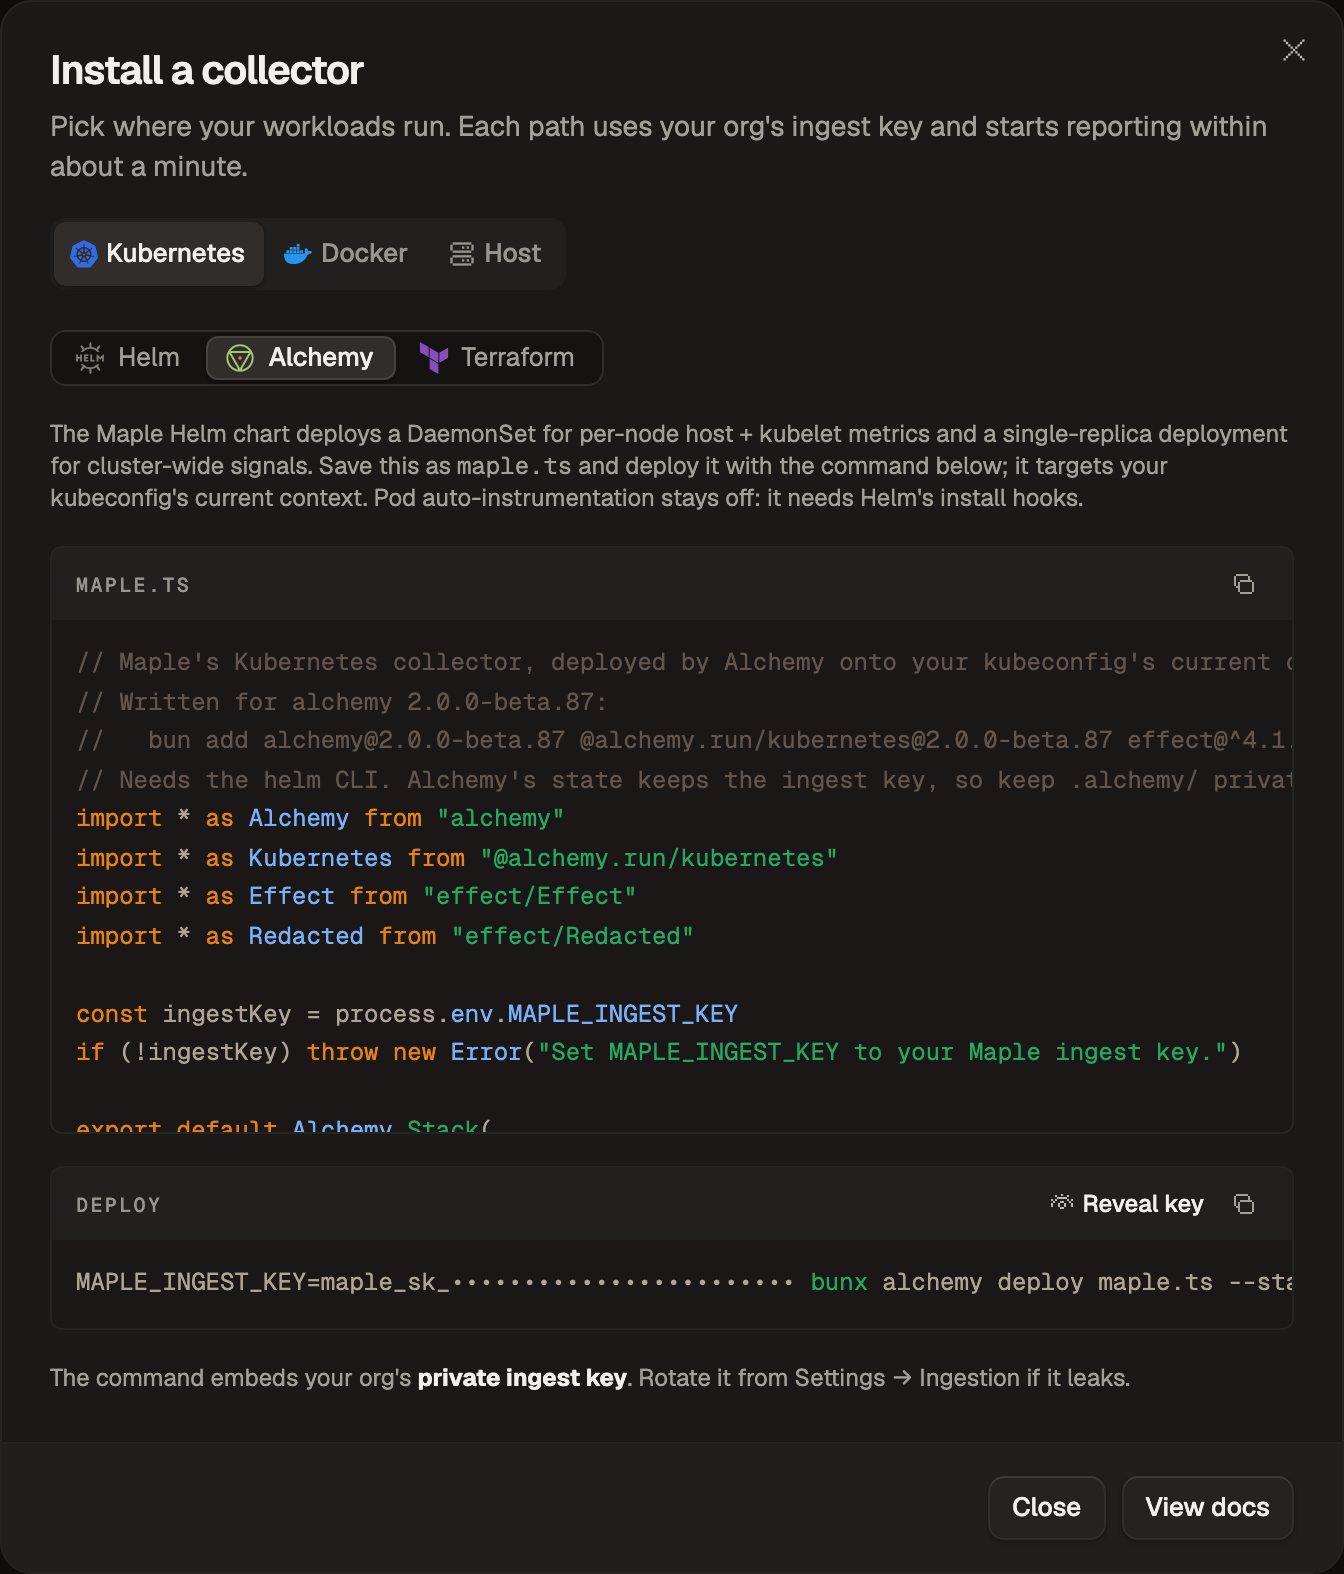 Install a collector
Pick where your workloads run. Each path uses your org's ingest key and starts reporting within
about a minute.
Kubernetes
Docker
Host
HELM
Helm
Alchemy
Terraform
The Maple Helm chart deploys a DaemonSet for per-node host + kubelet metrics and a single-replica deployment
for cluster-wide signals. Save this as maple.ts and deploy it with the command below; it targets your
kubeconfig's current context. Pod auto-instrumentation stays off: it needs Helm's install hooks.
MAPLE.TS
// Maple's Kubernetes collector, deployed by Alchemy onto your kubeconfig's current
// Written for alchemy 2.0.0-beta.87:
//   bun add alchemy@2.0.0-beta.87 @alchemy.run/kubernetes@2.0.0-beta.87 effect@^4.1.
// Needs the helm CLI. Alchemy's state keeps the ingest key, so keep .alchemy/ privat
import * as Alchemy from "alchemy"
import * as Kubernetes from "@alchemy.run/kubernetes"
import * as Effect from "effect/Effect"
import * as Redacted from "effect/Redacted"
const ingestKey = process.env.MAPLE_INGEST_KEY
if (!ingestKey) throw new Error("Set MAPLE_INGEST_KEY to your Maple ingest key.")
export default Alchemy.Stack(
DEPLOY
Reveal key
MAPLE_INGEST_KEY=maple_sk_•••••••••••••••••••••••• bunx alchemy deploy maple.ts --sta
The command embeds your org's private ingest key. Rotate it from Settings → Ingestion if it leaks.
Close
View docs